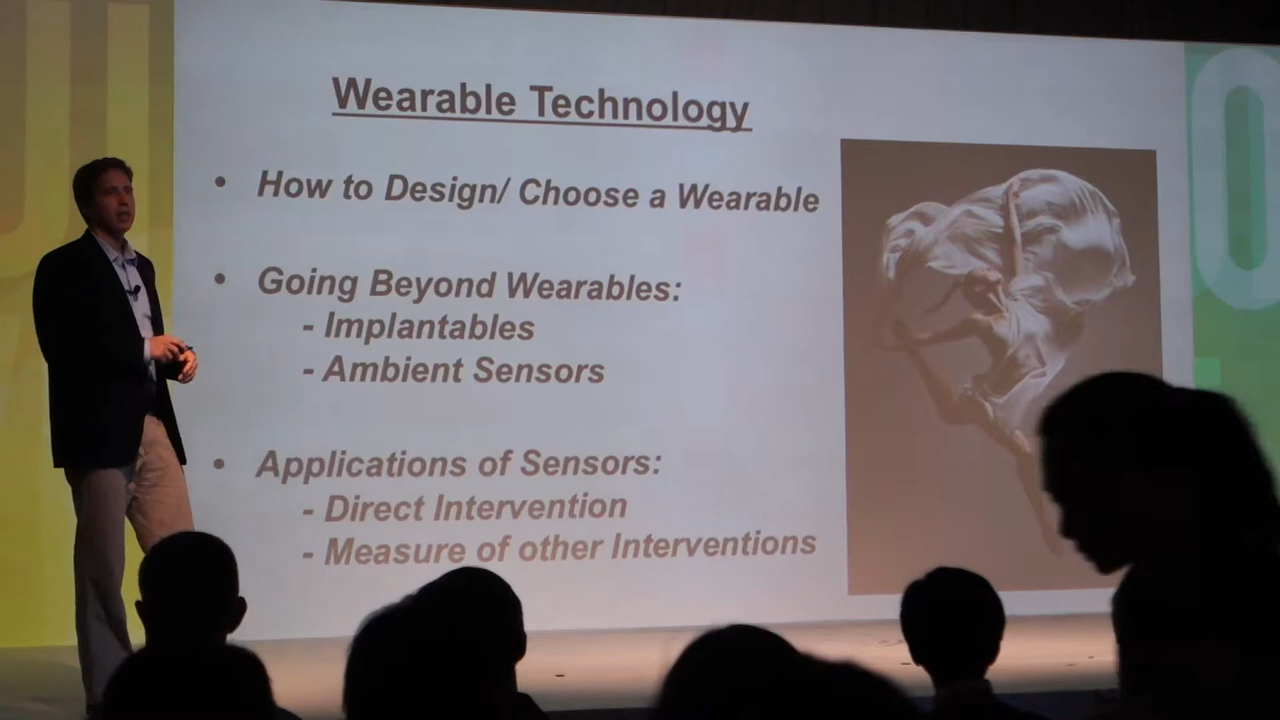 Wearable Technology
• How to Design/ Choose a Wearable
• Going Beyond Wearables:
- Implantables
- Ambient Sensors
• Applications of Sensors:
- Direct Intervention
- Measure of other Interventions